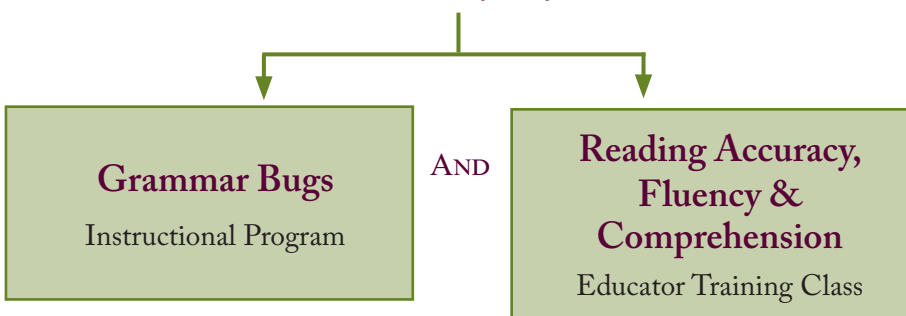 Grammar Bugs
Instructional Program
AND
Reading Accuracy,
Fluency &
Comprehension
Educator Training Class